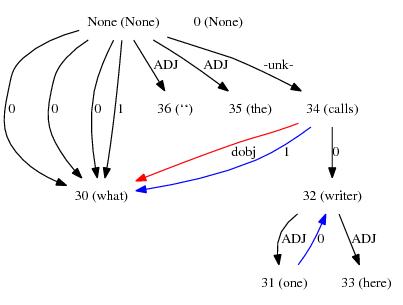 None (None) 0 (None)
ADJ ADJ -unk-
0 0 0 1 36 (``) 35 (the) 34 (calls)
dobj 1 0
30 (what) 32 (writer)
ADJ 0 ADJ
31 (one) 33 (here)